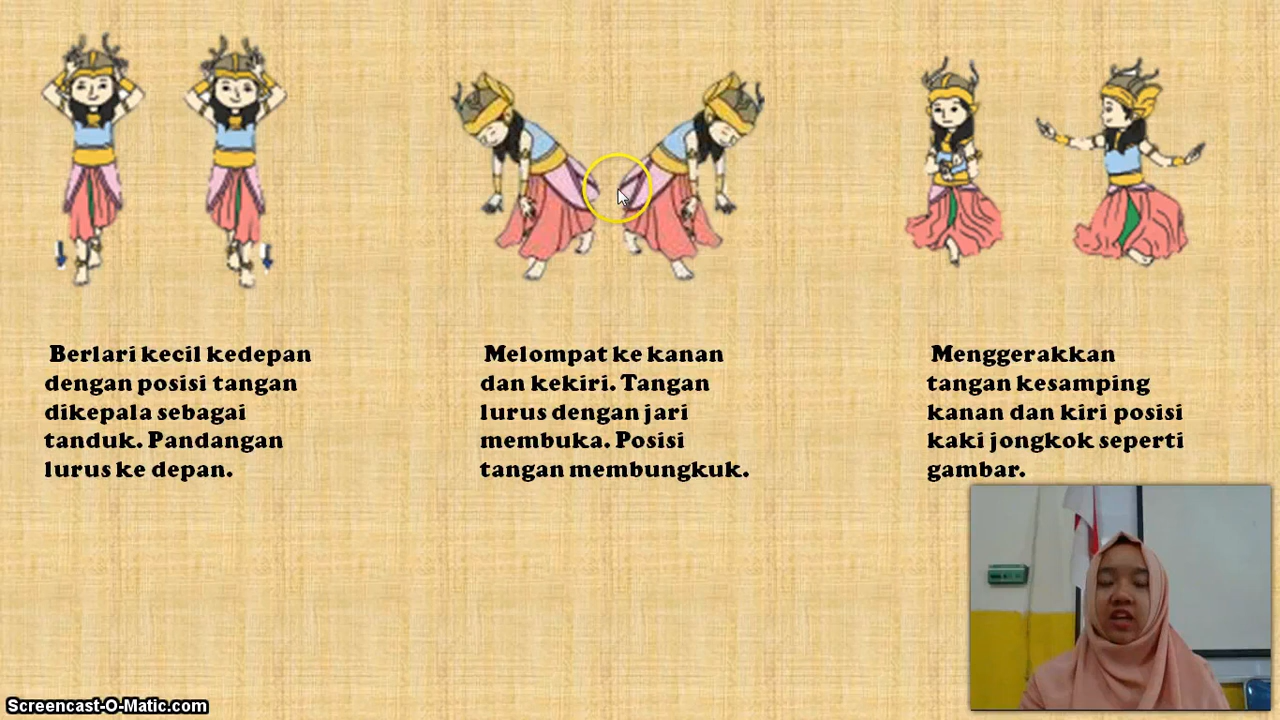 Berlari kecil kedepan
dengan posisi tangan
dikepala sebagai
tanduk. Pandangan
lurus ke depan.
Melompat ke kanan
dan kekiri. Tangan
lurus dengan jari
membuka. Posisi
tangan membungkuk.
Menggerakkan
tangan kesamping
kanan dan kiri posisi
kaki jongkok seperti
gambar.
Screencast-O-Matic.com